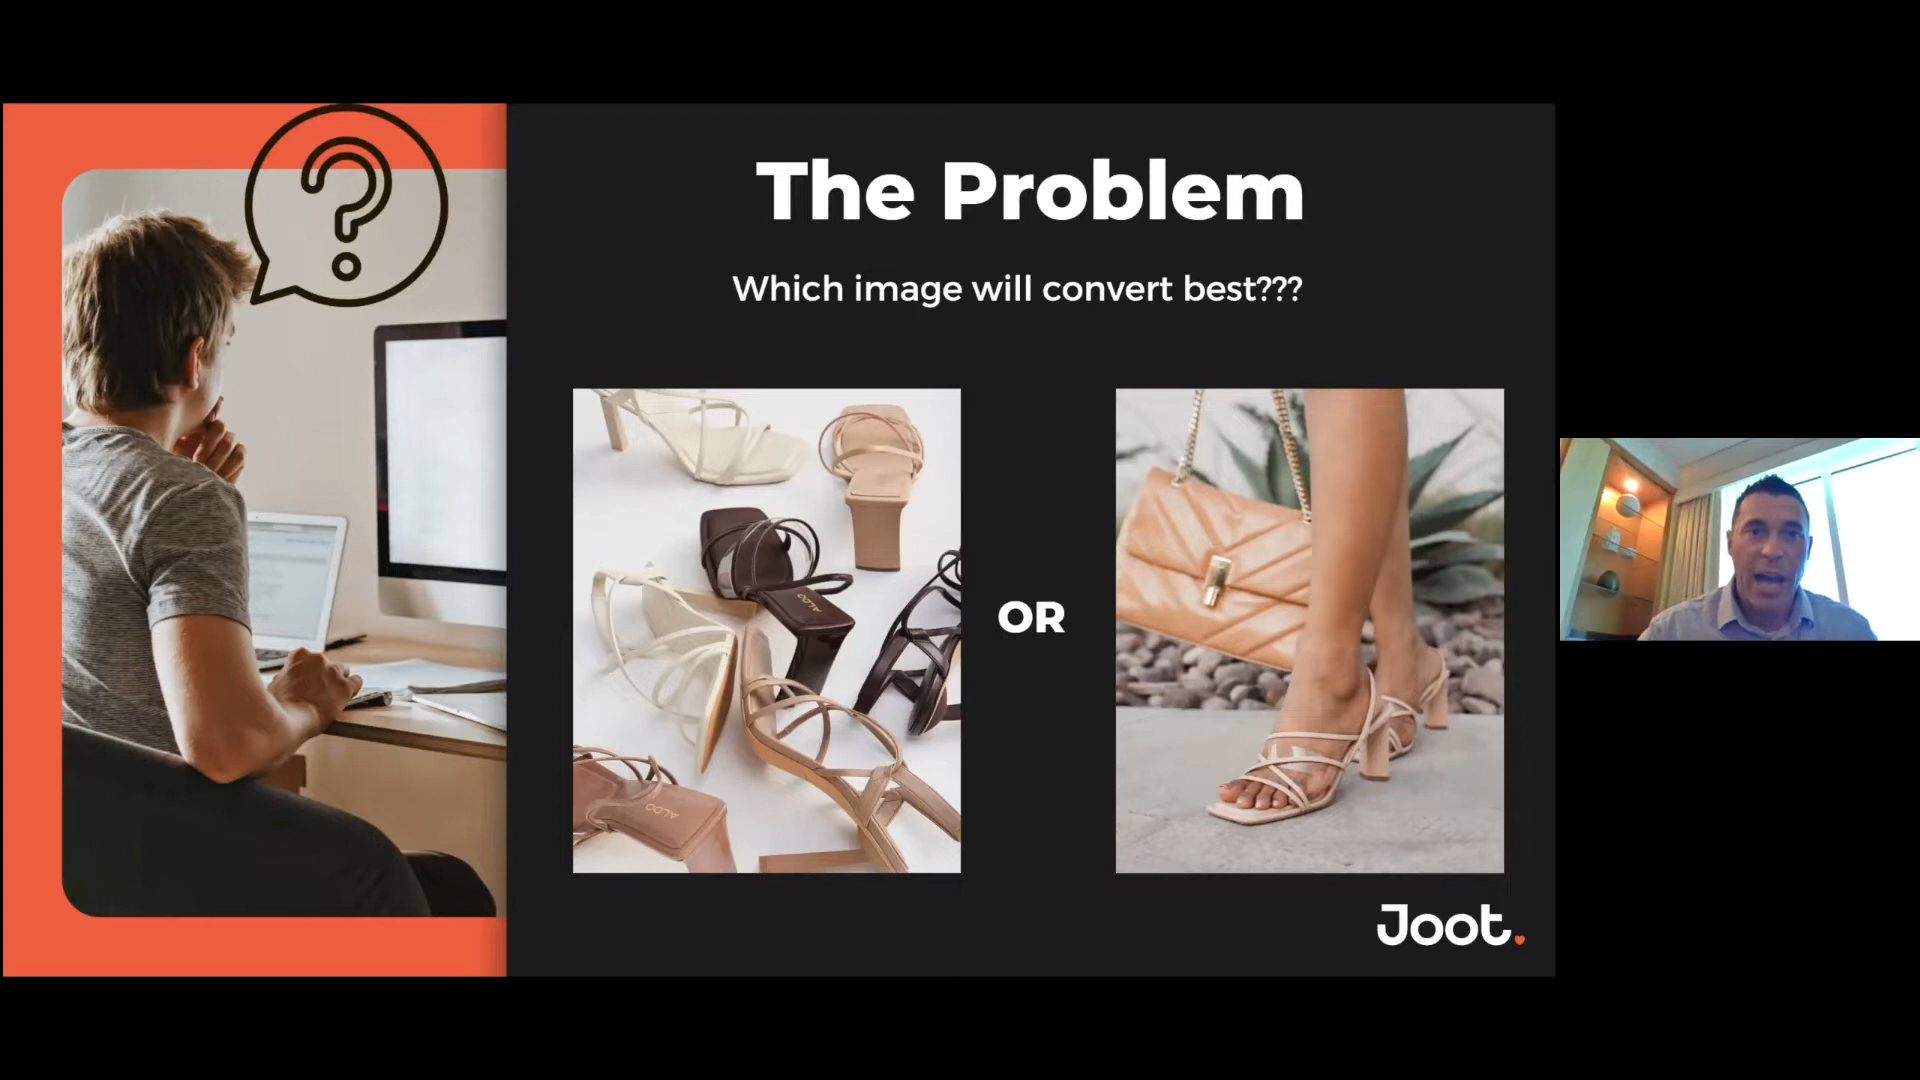 The Problem
Which image will convert best???
ALDO
ALDO
OR
Joot.